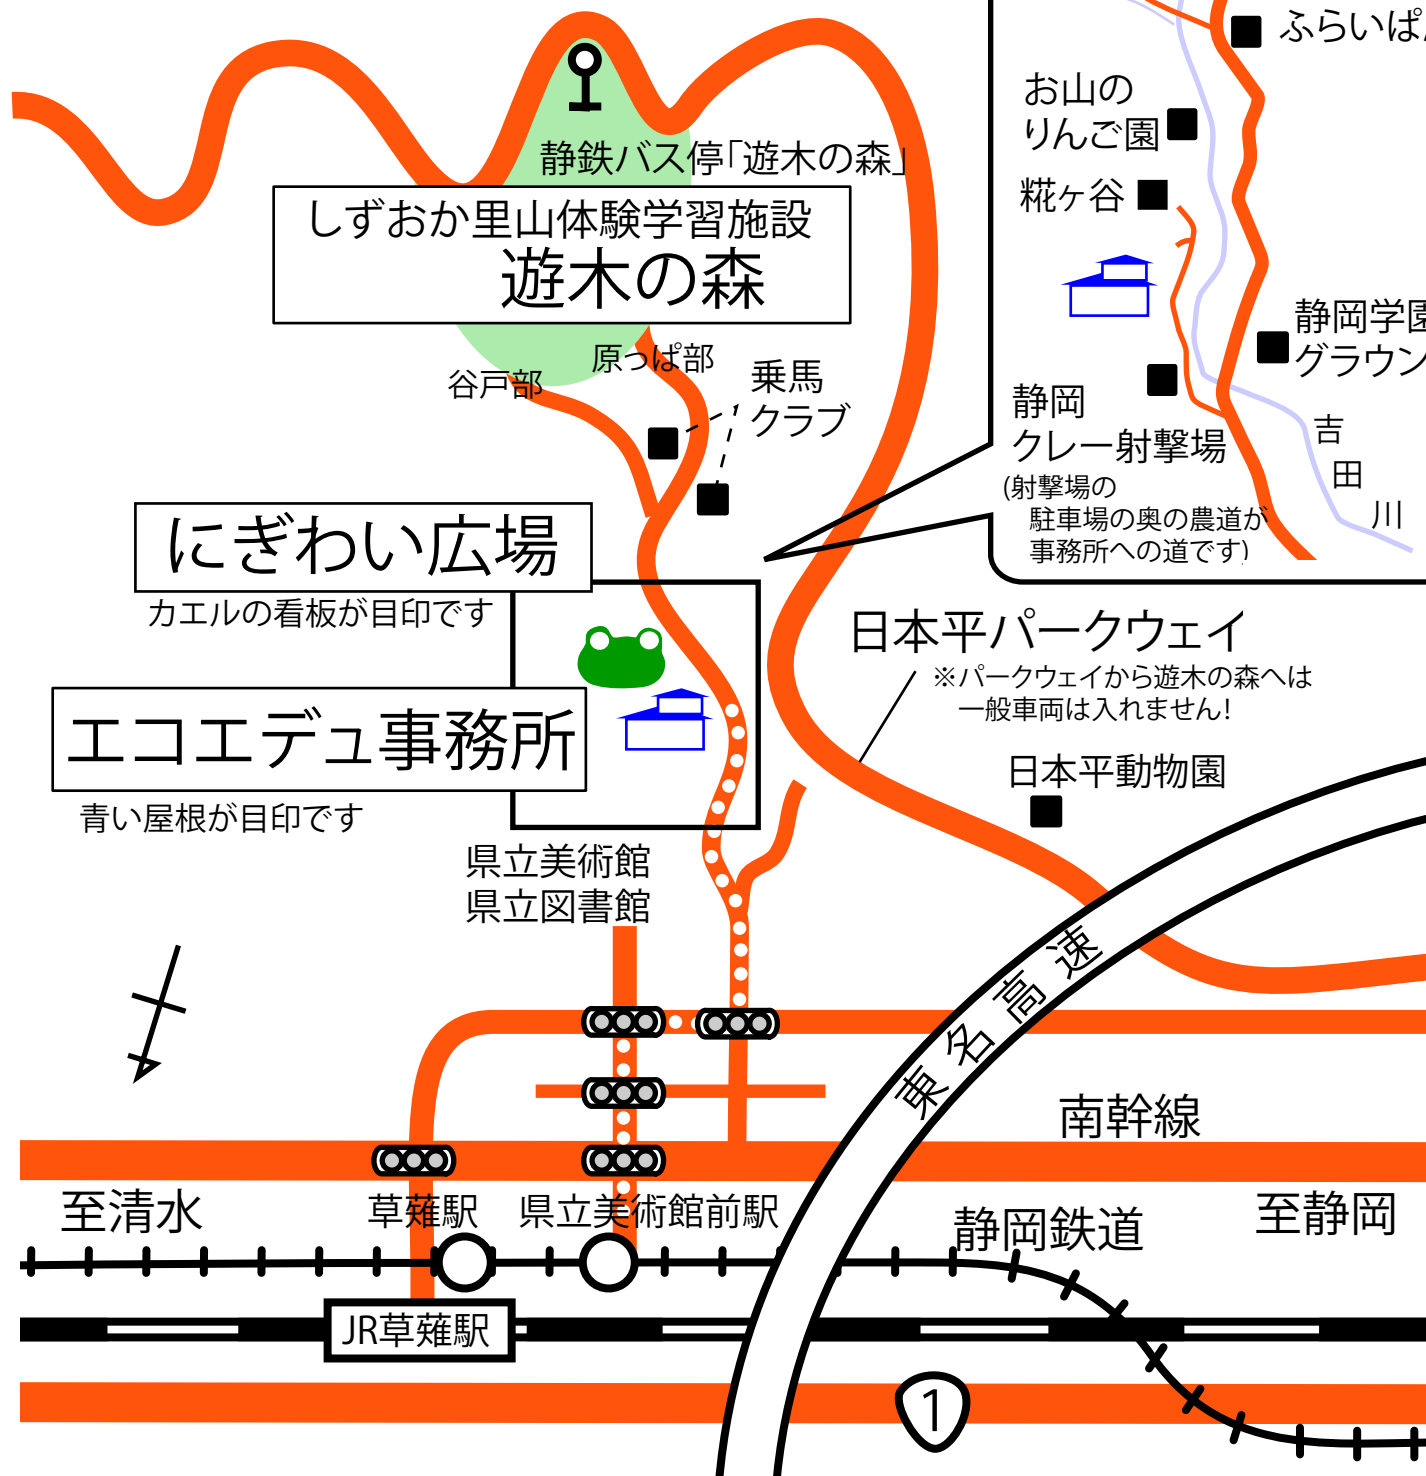 ふらいぱ
お山の
りんご園
糀ヶ谷
静鉄バス停「遊木の森」
しずおか里山体験学習施設
遊木の森
原っぱ部
谷戸部
乗馬
クラブ
静岡学園
グラウン
静岡
クレー射撃場
(射撃場の
駐車場の奥の農道が
事務所への道です)
吉
田
川
にぎわい広場
カエルの看板が目印です
エコエデュ事務所
青い屋根が目印です
日本平パークウェイ
※パークウェイから遊木の森へは
一般車両は入れません!
日本平動物園
県立美術館
県立図書館
東名高速
南幹線
至清水
草薙駅
県立美術館前駅
静岡鉄道
至静岡
JR草薙駅
1